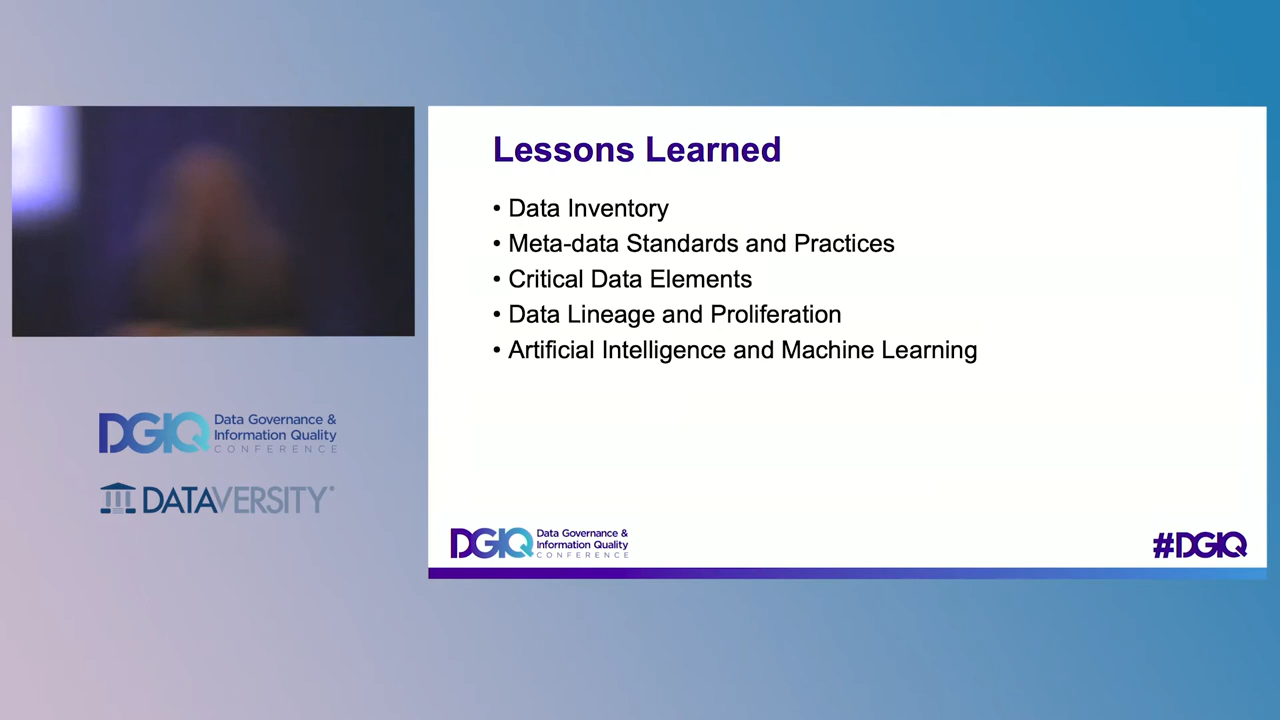 Lessons Learned
• Data Inventory
• Meta-data Standards and Practices
• Critical Data Elements
• Data Lineage and Proliferation
• Artificial Intelligence and Machine Learning
DGIQ Data Governance &
Information Quality
CONFERENCE
DATAVERSITY
DGIQ Data Governance &
Information Quality
CONFERENCE
#DGIQ